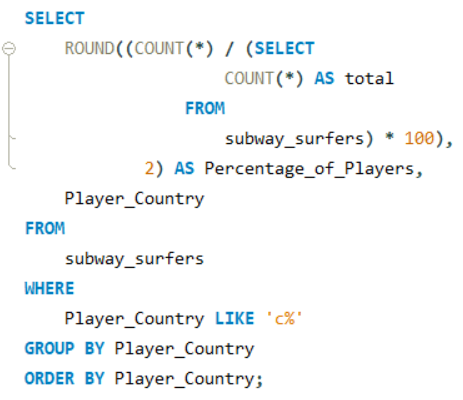 SELECT
ROUND((COUNT(*) / (SELECT
COUNT(*) AS total
FROM
subway_surfers) * 100),
2) AS Percentage_of_Players,
Player_Country
FROM
subway_surfers
WHERE
Player_Country LIKE 'c%'
GROUP BY Player_Country
ORDER BY Player_Country;